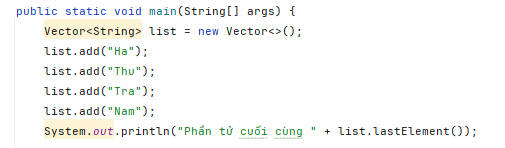 public static void main(String[] args) {
Vector<String> list = new Vector<>();
list.add("Ha");
list.add("Thu");
list.add("Tra");
list.add("Nam");
System.out.println("Phần tử cuối cùng " + list.lastElement());